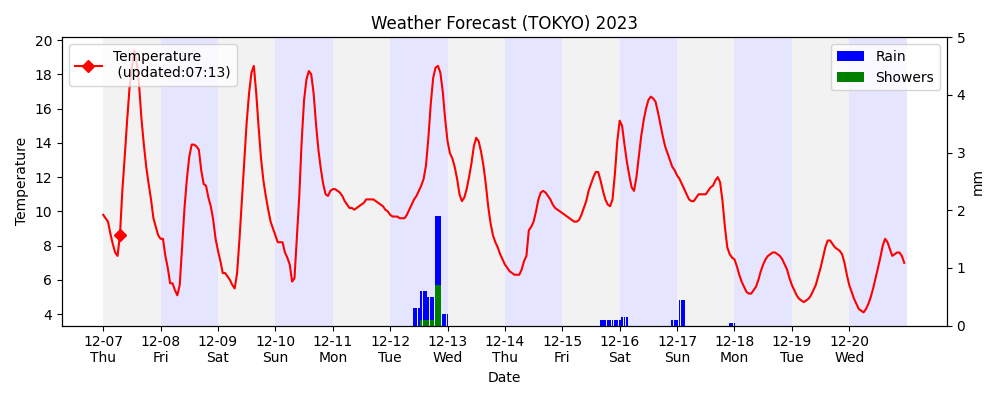 Weather Forecast (TOKYO) 2023
Temperature
(updated:07:13)
Rain
Showers
20
18
16
14
12
10
8
6
4
Temperature
5
4
3
2
1
0
mm
12-07 12-08 12-09 12-10 12-11 12-12 12-13 12-14 12-15 12-16 12-17 12-18 12-19 12-20
Thu Fri Sat Sun Mon Tue Wed Thu Fri Sat Sun Mon Tue Wed
Date